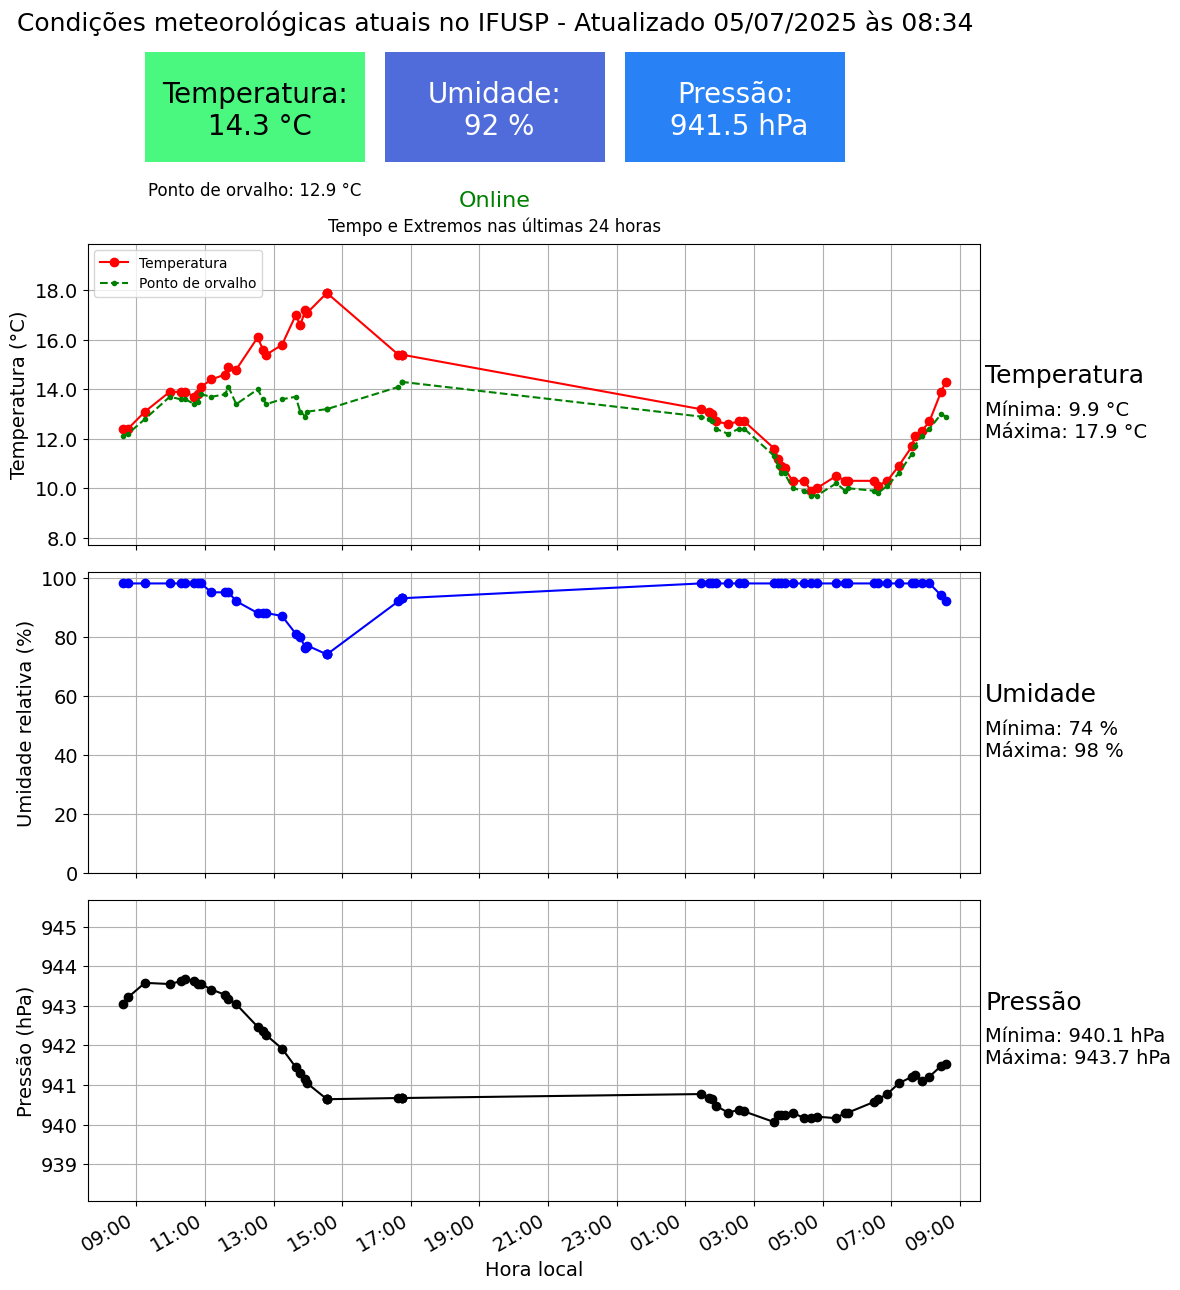 Condições meteorológicas atuais no IFUSP - Atualizado 05/07/2025 às 08:34
Temperatura:
14.3 °C
Umidade:
92 %
Pressão:
941.5 hPa
Ponto de orvalho: 12.9 °C
Online
Tempo e Extremos nas últimas 24 horas
Temperatura
Ponto de orvalho
Temperatura (°C)
18.0
16.0
14.0
12.0
10.0
8.0
Temperatura
Mínima: 9.9 °C
Máxima: 17.9 °C
Umidade relativa (%)
100
80
60
40
20
0
Umidade
Mínima: 74 %
Máxima: 98 %
Pressão (hPa)
945
944
943
942
941
940
939
Pressão
Mínima: 940.1 hPa
Máxima: 943.7 hPa
09:00
11:00
13:00
15:00
17:00
19:00
21:00
23:00
01:00
03:00
05:00
07:00
09:00
Hora local